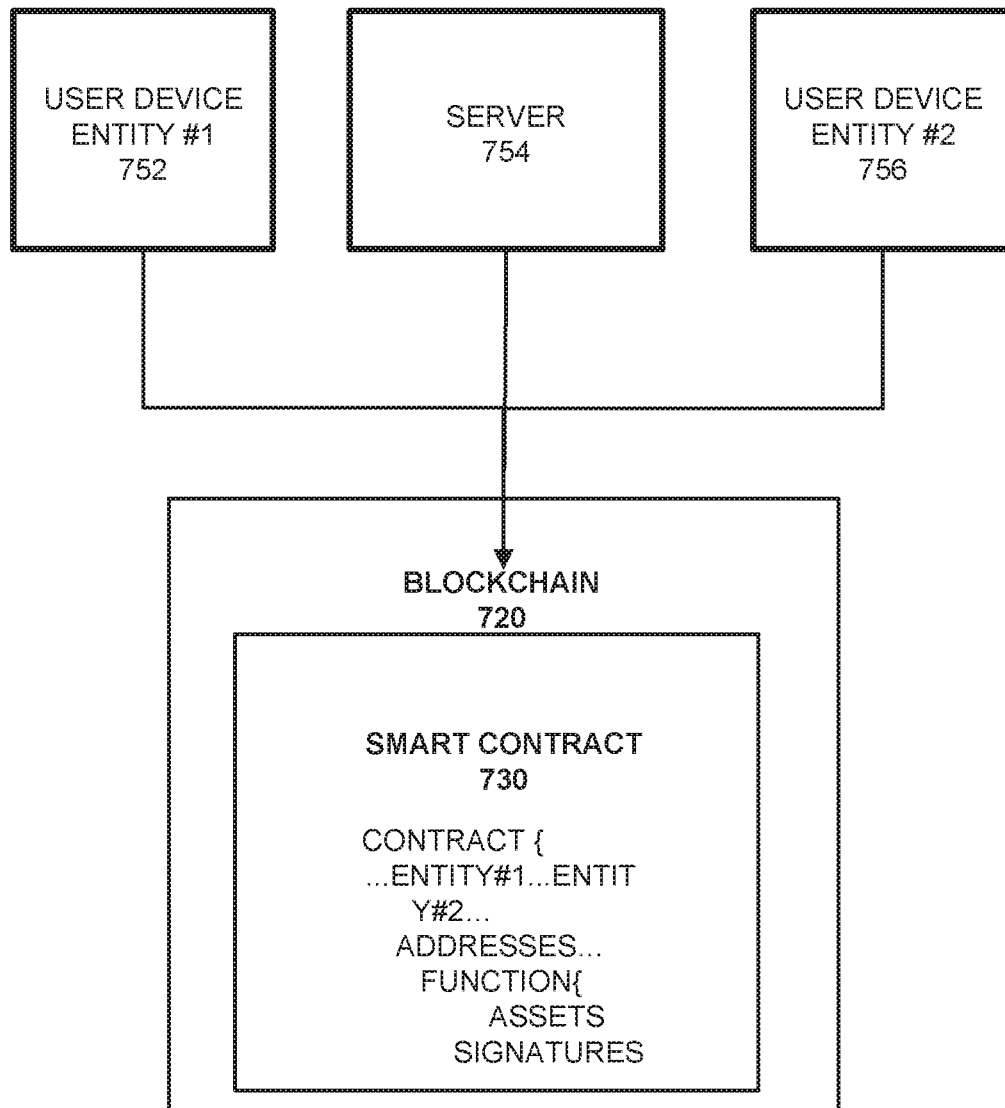 USER DEVICE
ENTITY #1
752
SERVER
754
USER DEVICE
ENTITY #2
756
BLOCKCHAIN
720
SMART CONTRACT
730
CONTRACT {
...ENTITY#1...ENTIT
Y#2...
ADDRESSES...
FUNCTION{
ASSETS
SIGNATURES